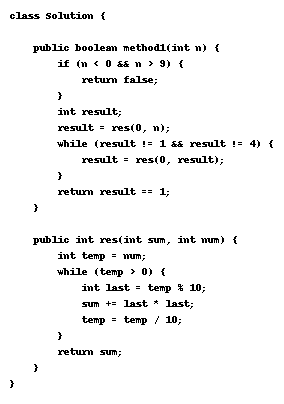 class Solution {
public boolean method1(int n) {
if (n < 0 && n > 9) {
return false;
}
int result;
result = res(0, n);
while (result != 1 && result != 4) {
result = res(0, result);
}
return result == 1;
}
public int res(int sum, int num) {
int temp = num;
while (temp > 0) {
int last = temp % 10;
sum += last * last;
temp = temp / 10;
}
return sum;
}
}